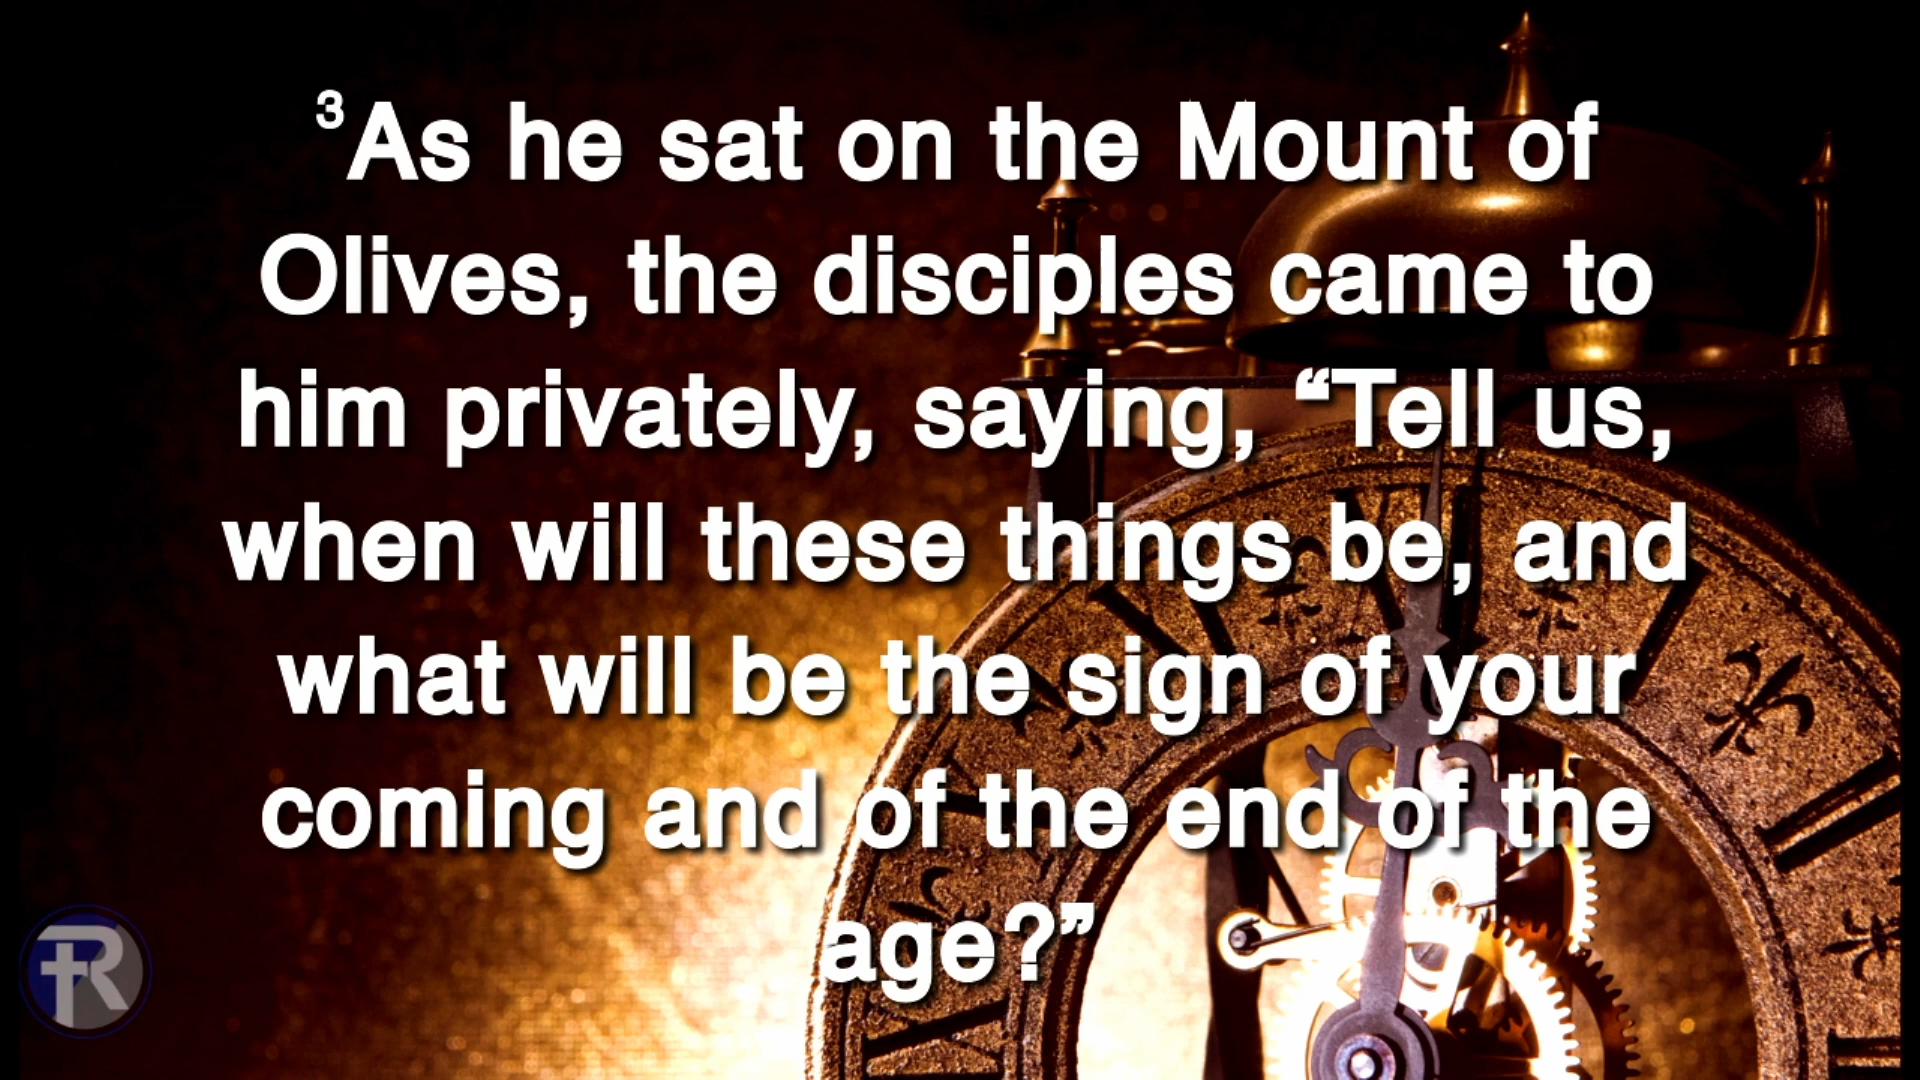 ³As he sat on the Mount of
Olives, the disciples came to
him privately, saying, “Tell us,
when will these things be, and
what will be the sign of your
coming and of the end of the
age?”